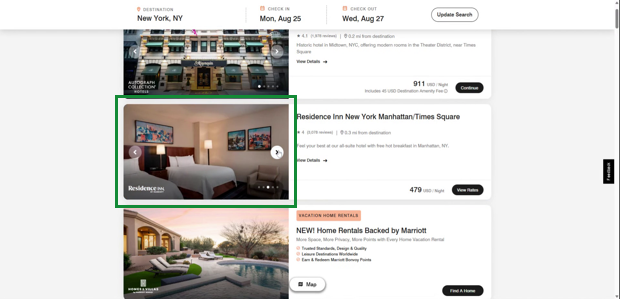 DESTINATION
New York, NY
CHECK IN
Mon, Aug 25
CHECK OUT
Wed, Aug 27
Update Search
AUTOGRAPH
COLLECTION
HOTELS
0.2 mi from destination
Historic hotel in Midtown, NYC, offering modern rooms in the Theater District, near Times
Square
View Details
911 USD / Night
Includes 45 USD Destination Amenity Fee
Continue
Residence Inn New York Manhattan/Times Square
0.3 mi from destination
Feel your best at our all-suite hotel with free hot breakfast in Manhattan, NY.
View Details
Residence
479 USD / Night
View Rates
Feedback
VACATION HOME RENTALS
NEW! Home Rentals Backed by Marriott
More Space, More Privacy, More Points with Every Home Vacation Rental
Trusted Standards, Design & Quality
Leisure Destinations Worldwide
Earn & Redeem Marriott Bonvoy Points
HOMES & VILLAS
Map
Find A Home